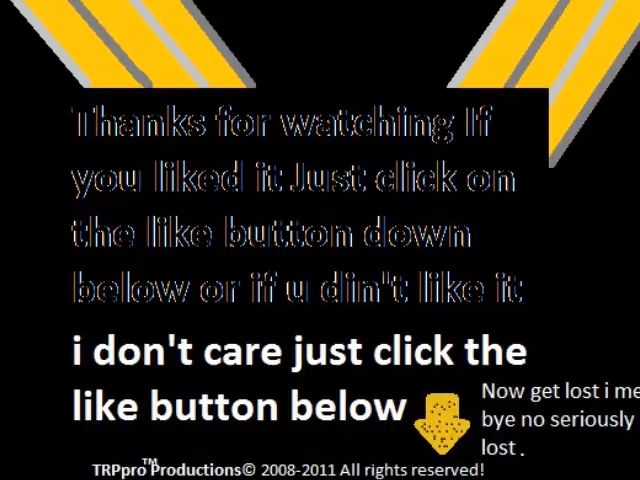 Thanks for watching If
you liked it Just click on
the like button down
below or if u din't like it
i don't care just click the
like button below
Now get lost i me
bye no seriously
lost .
TRPpro™Productions© 2008-2011 All rights reserved!